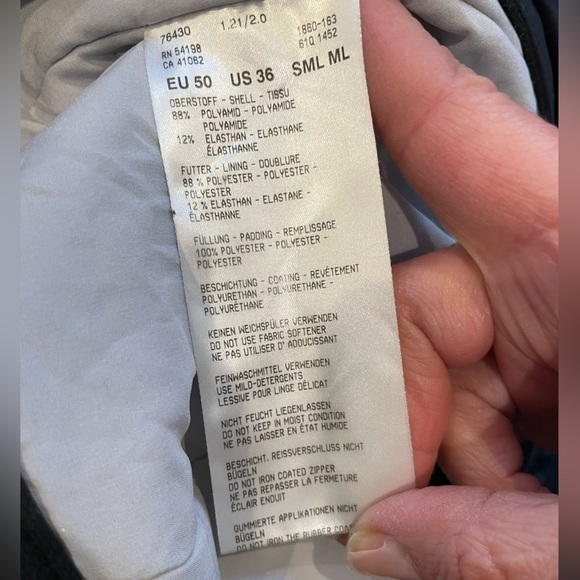 76430 1.21/2.0 1860-163
RN 54198 61Q 1452
CA 41062
EU 50 US 36 SML ML
OBERSTOFF - SHELL - TISSU
88% POLYAMID - POLYAMIDE
POLYAMIDE
12% ELASTHAN - ELASTHANE
ÉLASTHANNE
FUTTER - LINING - DOUBLURE
88 % POLYESTER - POLYESTER -
POLYESTER
12 % ELASTHAN - ELASTANE -
ÉLASTHANNE
FÜLLUNG - PADDING - REMPLISSAGE
100% POLYESTER - POLYESTER -
POLYESTER
BESCHICHTUNG - COATING - REVÊTEMENT
POLYURETHAN - POLYURETHANE -
POLYURÉTHANE
KEINEN WEICHSPÜLER VERWENDEN
DO NOT USE FABRIC SOFTENER
NE PAS UTILISER D' ADOUCISSANT
FEINWASCHMITTEL VERWENDEN
USE MILD-DETERGENTS
LESSIVE POUR LINGE DÉLICAT
NICHT FEUCHT LIEGENLASSEN
DO NOT KEEP IN MOIST CONDITION
NE PAS LAISSER EN ÉTAT HUMIDE
BESCHICHT. REISSVERSCHLUSS NICHT
BÜGELN
DO NOT IRON COATED ZIPPER
NE PAS REPASSER LA FERMETURE
ÉCLAIR ENDUIT
GUMMIERTE APPLIKATIONEN NICHT
BÜGELN
DO NOT IRON THE RUBBER